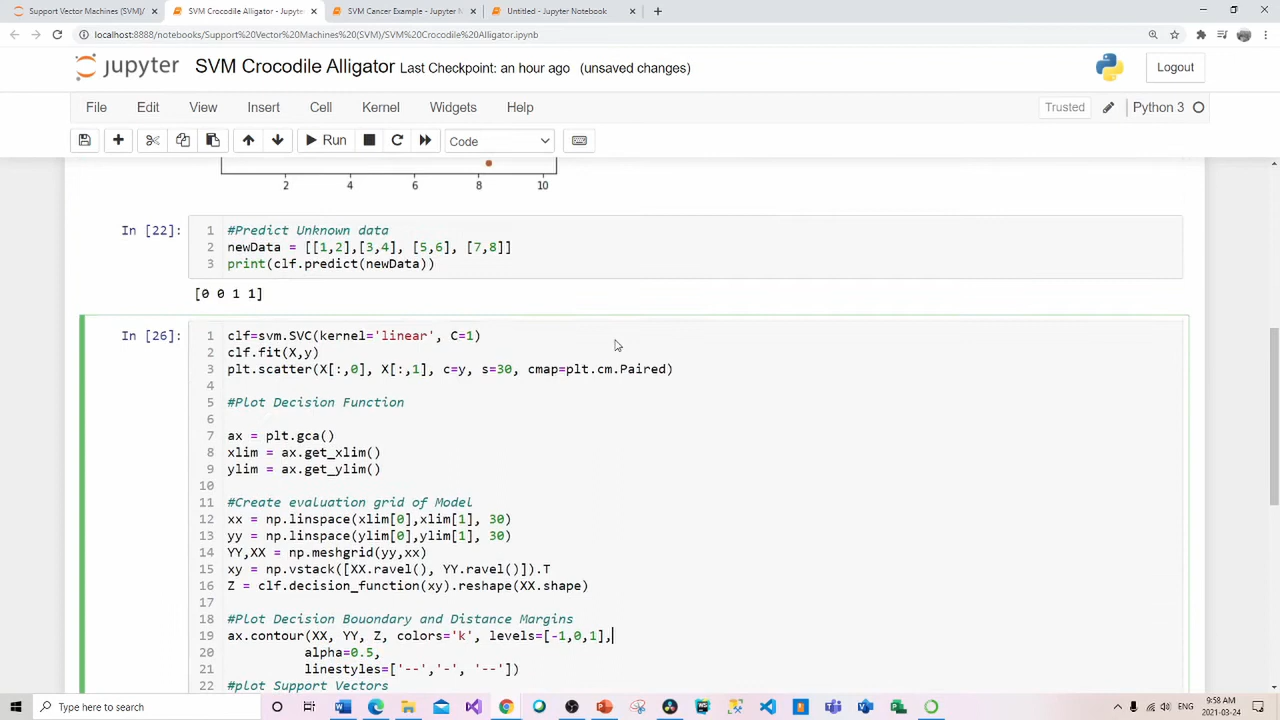 Support Vector Machines (SVM)/ SVM Crocodile Alligator - Jupyter SVM Cancer Example - Jupyter N Untitled - Jupyter Notebook
localhost:8888/notebooks/Support%20Vector%20Machines%20(SVM)/SVM%20Crocodile%20Alligator.ipynb
jupyter SVM Crocodile Alligator Last Checkpoint: an hour ago (unsaved changes) Logout
File Edit View Insert Cell Kernel Widgets Help Trusted Python 3
Run Code
2 4 6 8 10
In [22]: 1 #Predict Unknown data
2 newData = [[1,2],[3,4], [5,6], [7,8]]
3 print(clf.predict(newData))
[0 0 1 1]
In [26]: 1 clf=svm.SVC(kernel='linear', C=1)
2 clf.fit(X,y)
3 plt.scatter(X[:,0], X[:,1], c=y, s=30, cmap=plt.cm.Paired)
4
5 #Plot Decision Function
6
7 ax = plt.gca()
8 xlim = ax.get_xlim()
9 ylim = ax.get_ylim()
10
11 #Create evaluation grid of Model
12 xx = np.linspace(xlim[0],xlim[1], 30)
13 yy = np.linspace(ylim[0],ylim[1], 30)
14 YY,XX = np.meshgrid(yy,xx)
15 xy = np.vstack([XX.ravel(), YY.ravel()]).T
16 Z = clf.decision_function(xy).reshape(XX.shape)
17
18 #Plot Decision Bouondary and Distance Margins
19 ax.contour(XX, YY, Z, colors='k', levels=[-1,0,1],
20 alpha=0.5,
21 linestyles=['--','-', '--'])
22 #plot Support Vectors
Type here to search
9:58 AM
2021-03-24